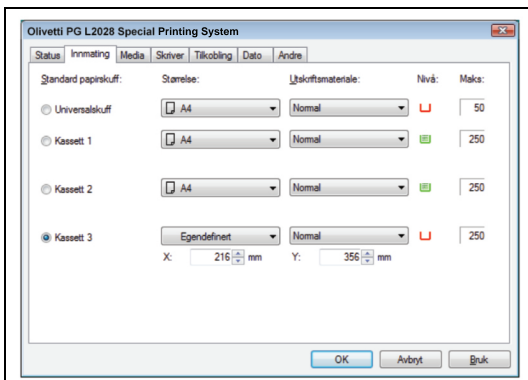 Olivetti PG L2028 Special Printing System
Status Innmating Media Skriver Tilkobling Dato Andre
Standard papirskuff: Størrelse: Utskriftsmateriale: Nivå: Maks:
Universalskuff A4 Normal 50
Kassett 1 A4 Normal 250
Kassett 2 A4 Normal 250
Kassett 3 Egendefinert Normal 250
X: 216 mm Y: 356 mm
OK Avbryt Bruk